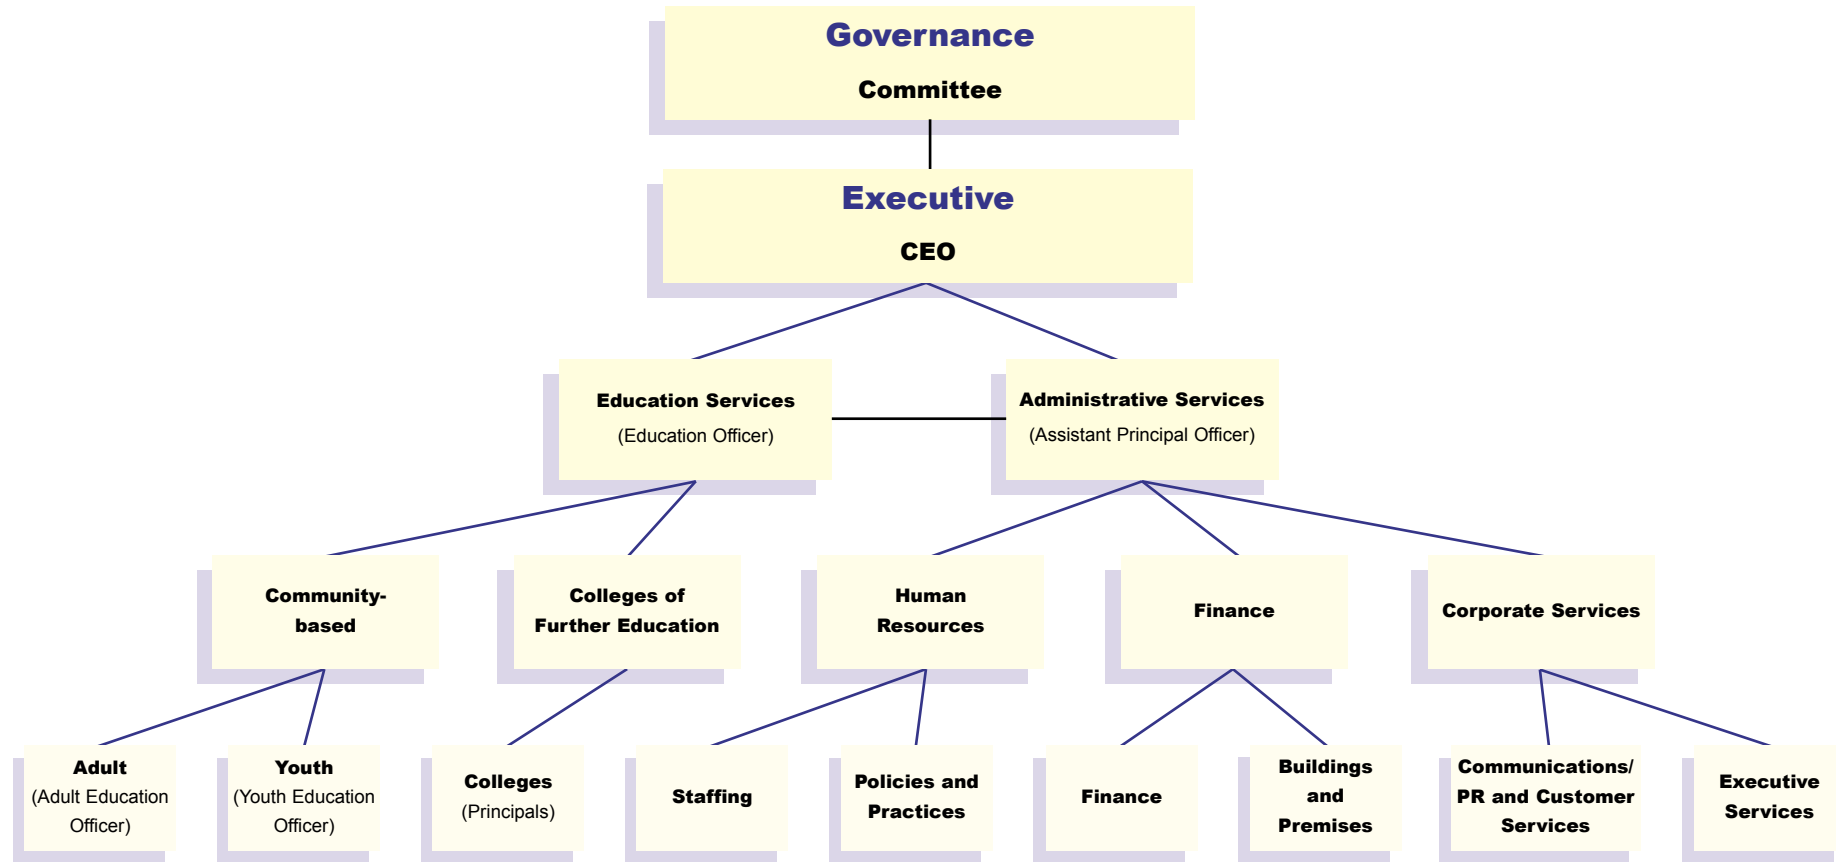 Governance
Committee
Executive
CEO
Education Services
(Education Officer)
Administrative Services
(Assistant Principal Officer)
Community-
based
Colleges of
Further Education
Human
Resources
Finance
Corporate Services
Adult
(Adult Education
Officer)
Youth
(Youth Education
Officer)
Colleges
(Principals)
Staffing
Policies and
Practices
Finance
Buildings
and
Premises
Communications/
PR and Customer
Services
Executive
Services